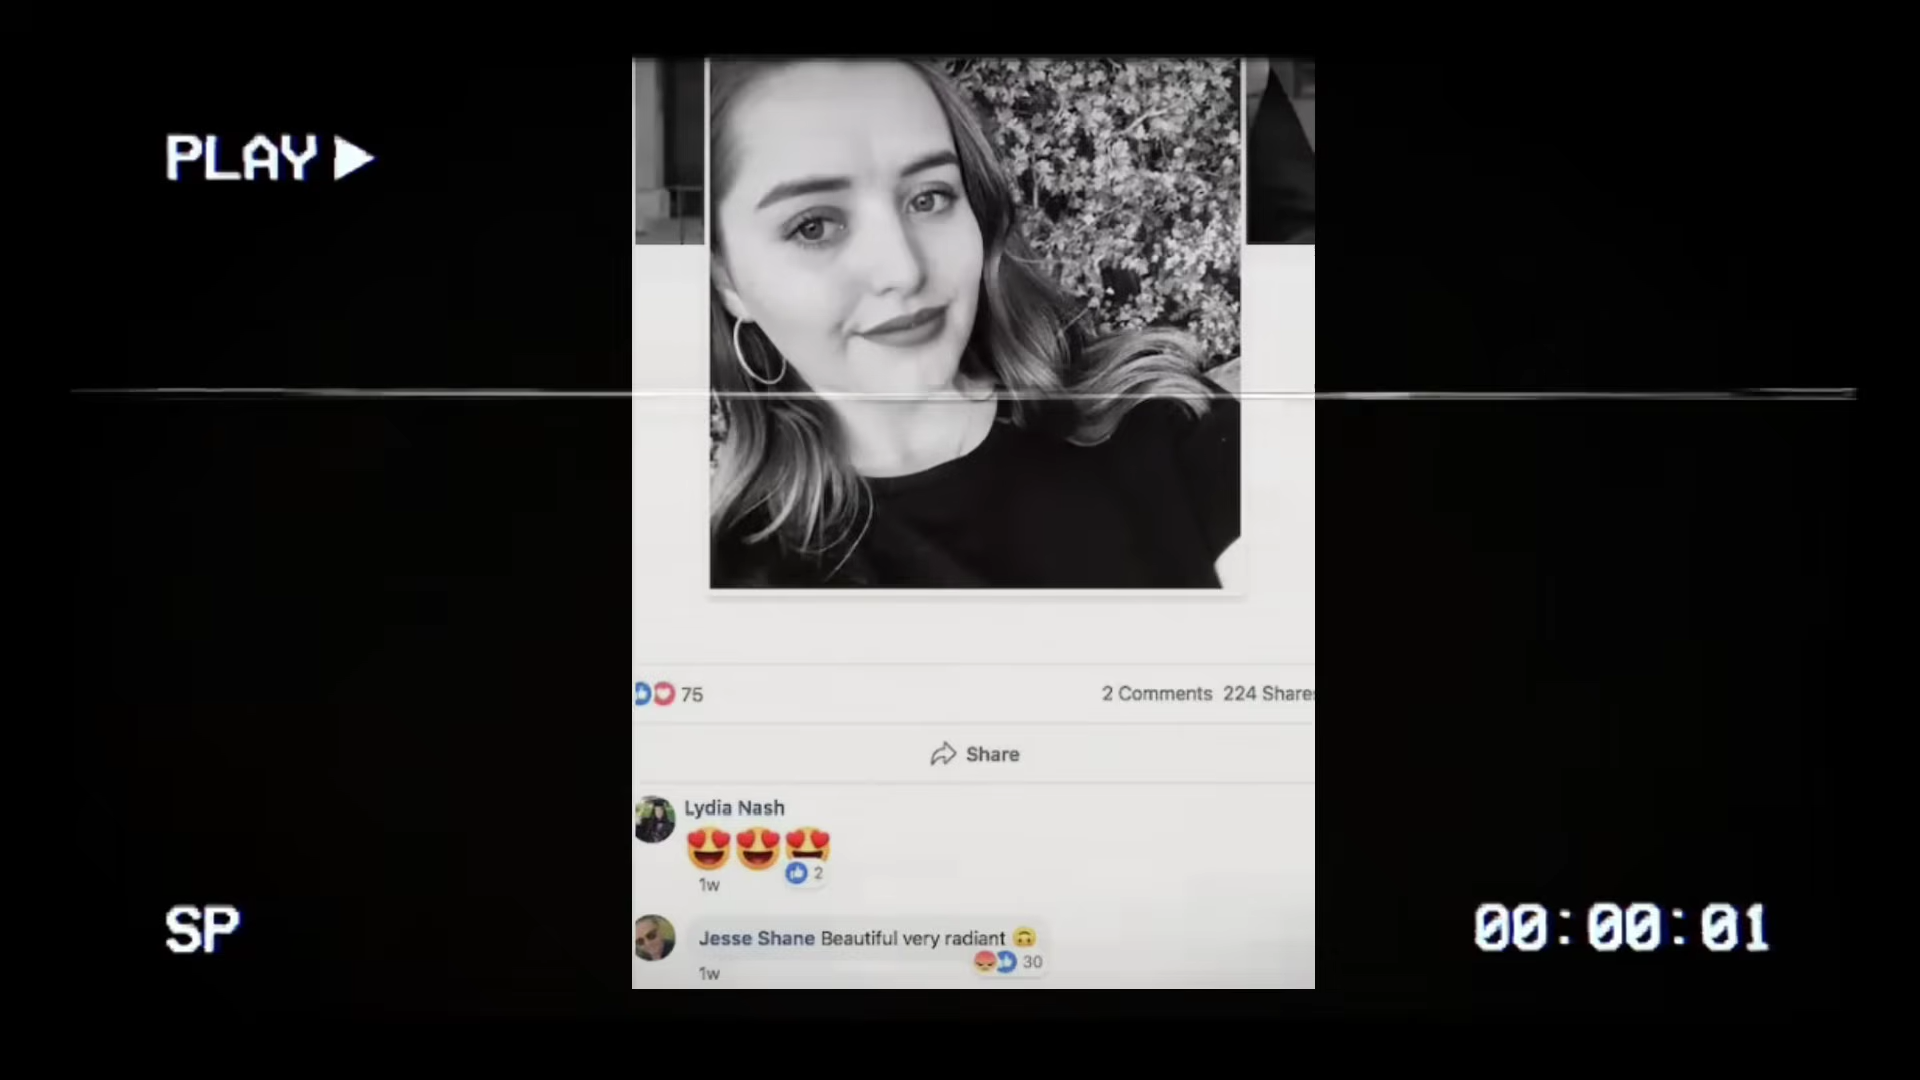 PLAY
75
2 Comments 224 Share
Share
Lydia Nash
😍😍😍
2
1w
Jesse Shane Beautiful very radiant 🙃
30
1w
SP
00:00:01